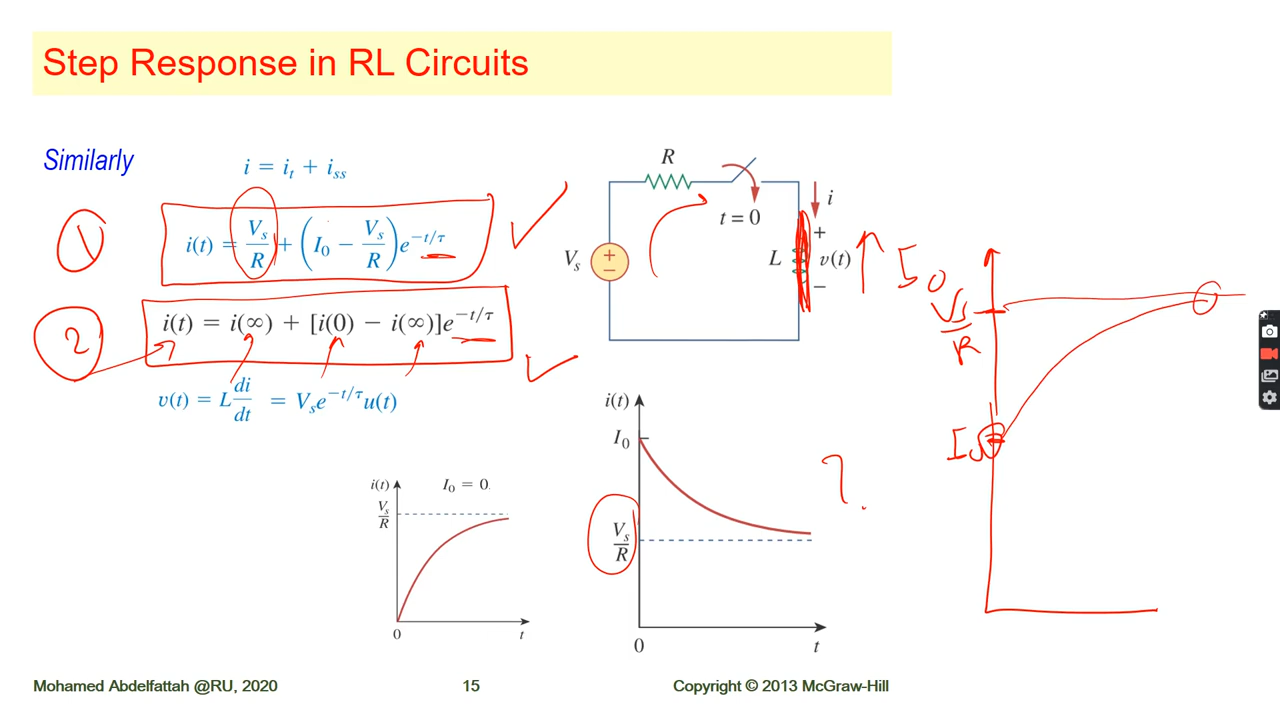 Step Response in RL Circuits
Similarly
i = i_t + i_ss
1
i(t) = V_s/R + (I_0 − V_s/R) e^{−t/τ}
2
i(t) = i(∞) + [i(0) − i(∞)]e^{−t/τ}
v(t) = L di/dt = V_s e^{−t/τ} u(t)
R
t = 0
i
V_s
L
+
v(t)
−
V_s/R
I_0
i(t)
I_0 = 0.
V_s/R
0
t
i(t)
I_0
V_s/R
0
t
?
Mohamed Abdelfattah @RU, 2020
15
Copyright © 2013 McGraw-Hill